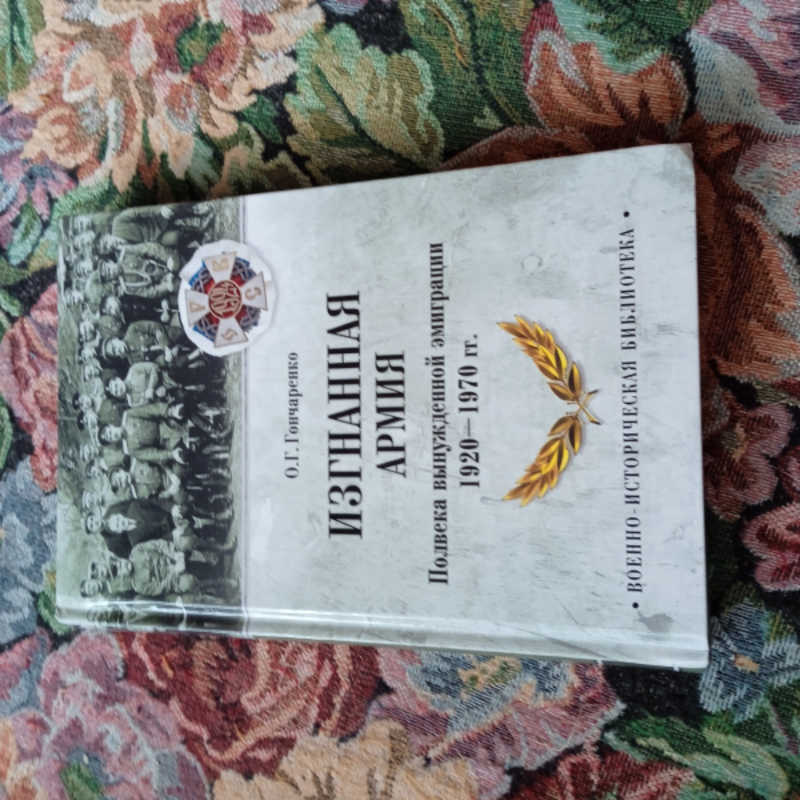 О.Г. Гончаренко
ИЗГНАННАЯ
АРМИЯ
Полвека вынужденной эмиграции
1920—1970 гг.
• ВОЕННО-ИСТОРИЧЕСКАЯ БИБЛИОТЕКА •